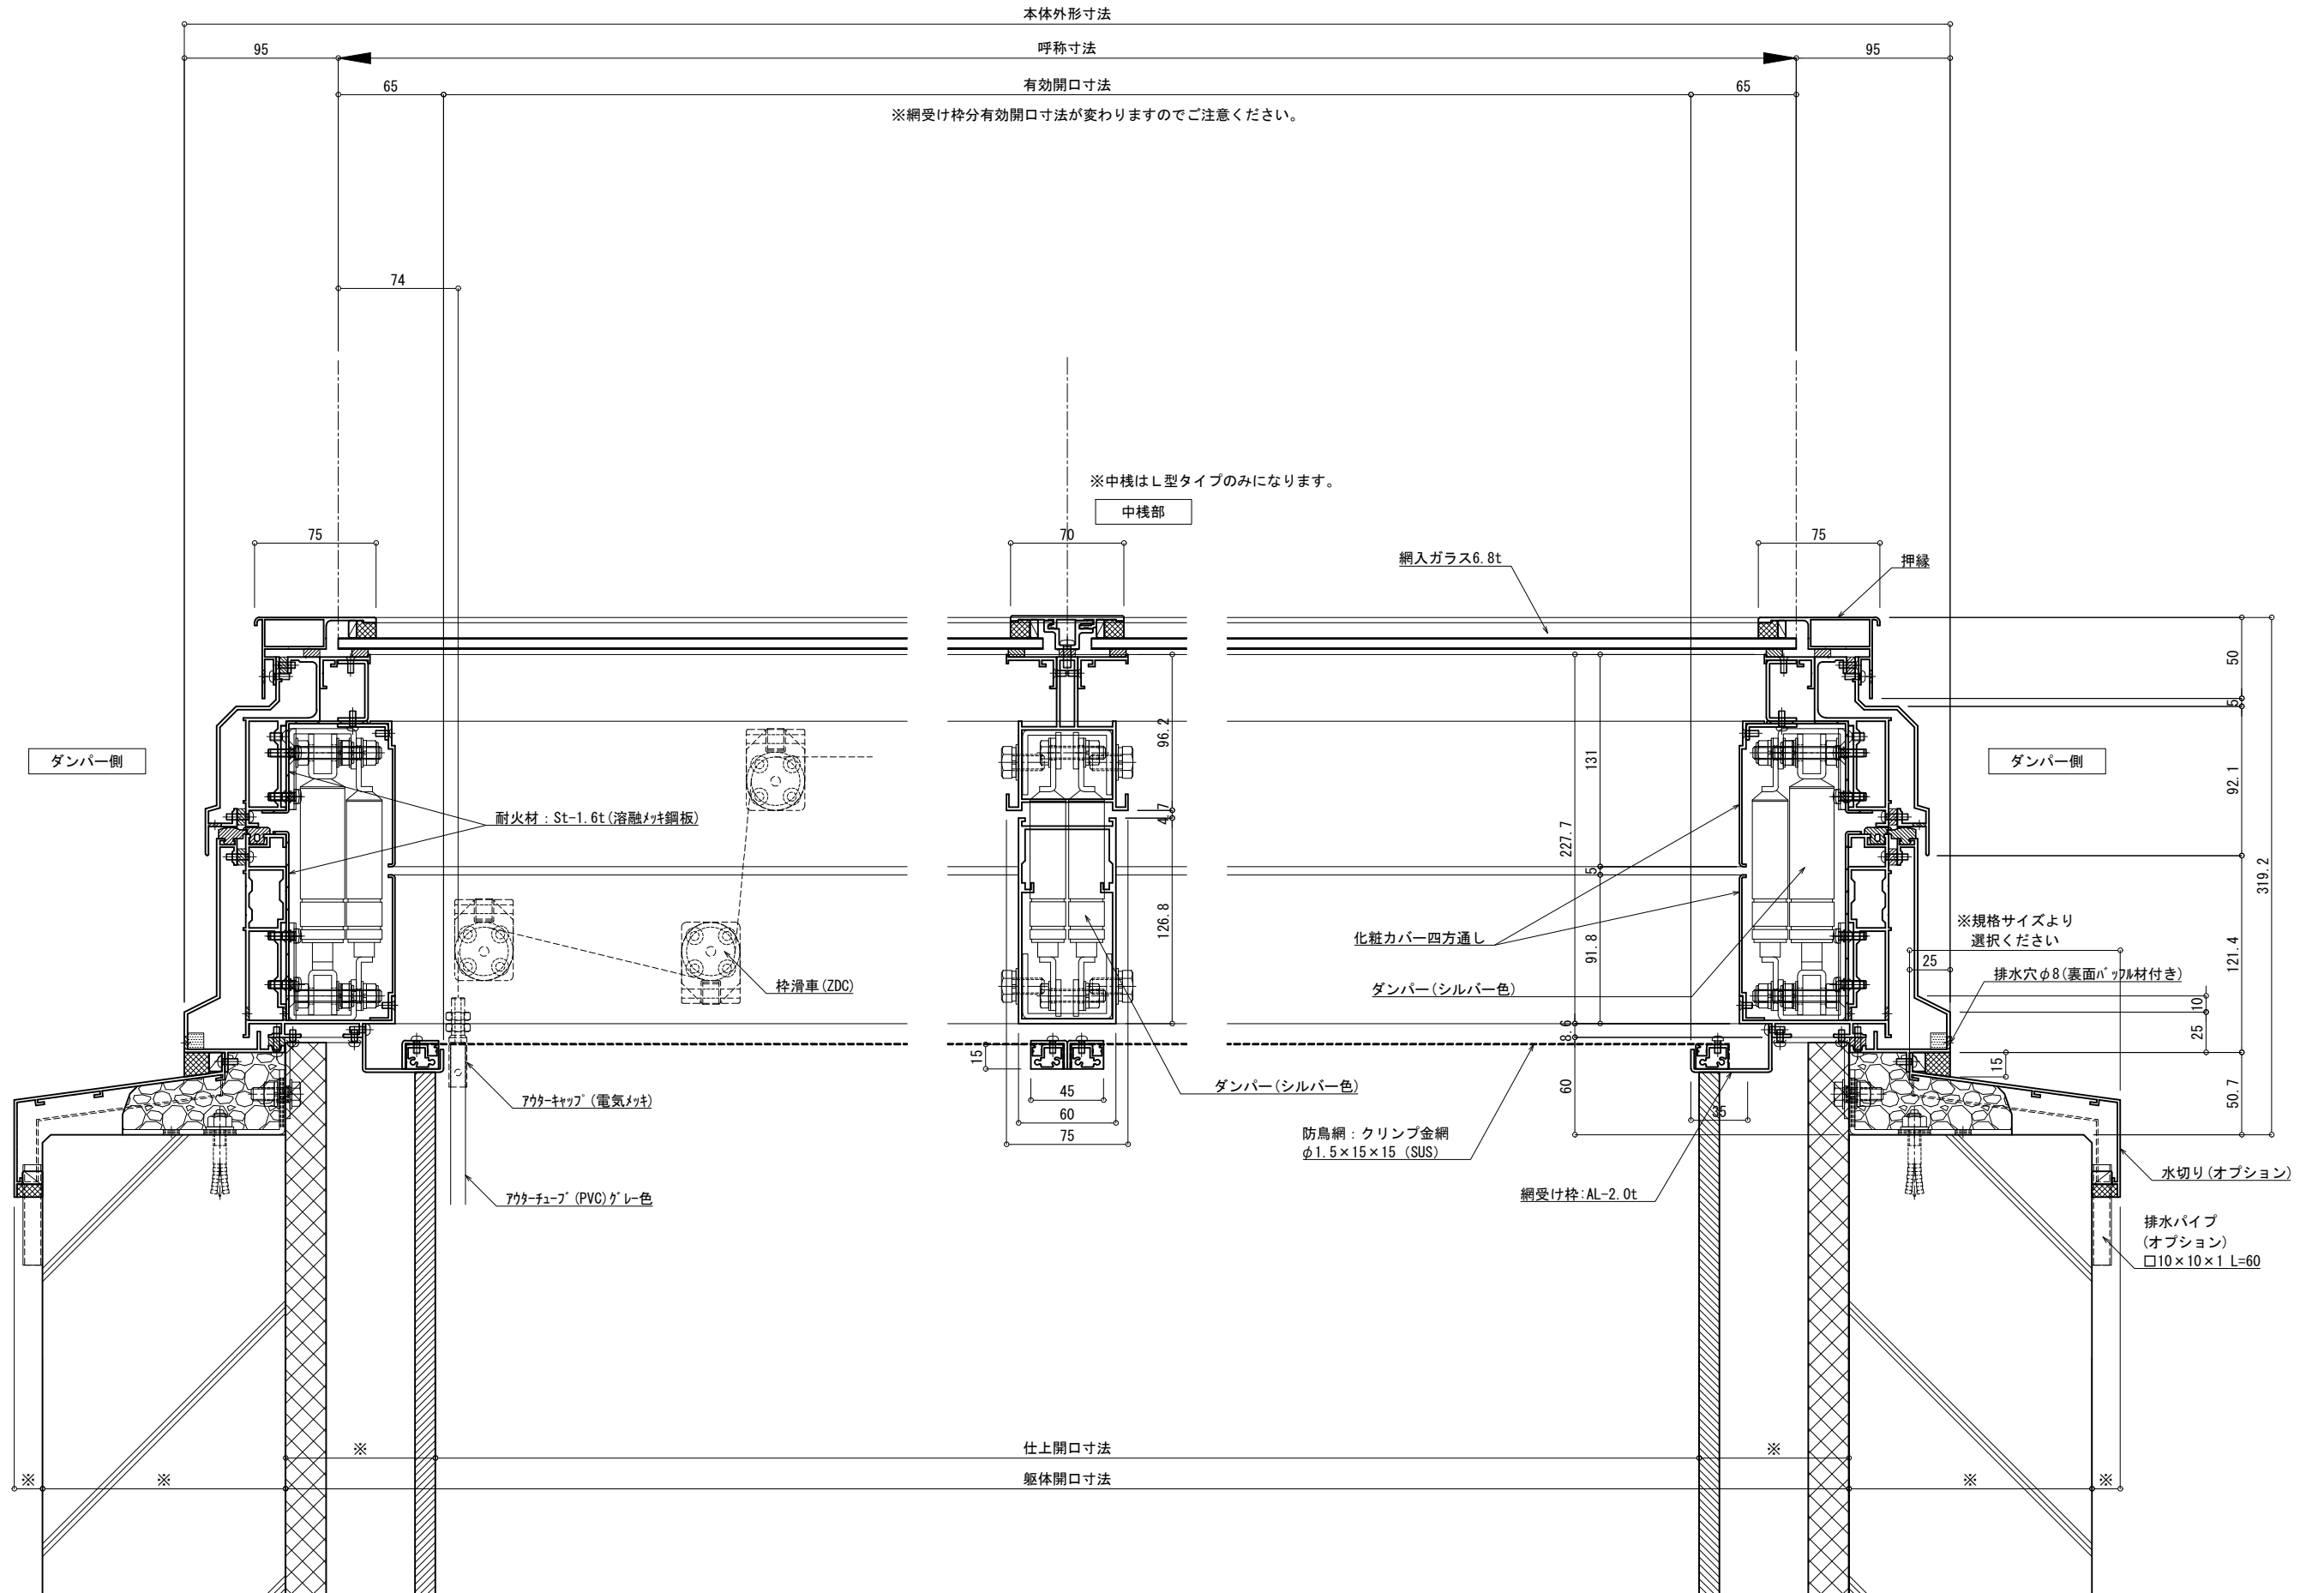 本体外形寸法
95
呼称寸法
95
65
有効開口寸法
65
※網受け枠分有効開口寸法が変わりますのでご注意ください。
74
※中桟はL型タイプのみになります。
中桟部
75
70
75
網入ガラス6.8t
押縁
50
5
96.2
131
92.1
ダンパー側
ダンパー側
耐火材：St-1.6t(溶融ﾒｯｷ鋼板)
4.7
227.7
5
319.2
126.8
91.8
※規格サイズより
選択ください
化粧カバー四方通し
25
121.4
排水穴φ8(裏面ﾊﾞｯﾌﾙ材付き)
枠滑車(ZDC)
ダンパー(シルバー色)
10
25
8.6
15
15
ダンパー(シルバー色)
45
60
50.7
ｱｳﾀｰｷｬｯﾌﾟ(電気ﾒｯｷ)
60
35
75
防鳥網：クリンプ金網
φ1.5×15×15 (SUS)
水切り(オプション)
ｱｳﾀｰﾁｭｰﾌﾞ(PVC)ｸﾞﾚｰ色
網受け枠:AL-2.0t
排水パイプ
(オプション)
□10×10×1 L=60
※
仕上開口寸法
※
※
※
躯体開口寸法
※
※